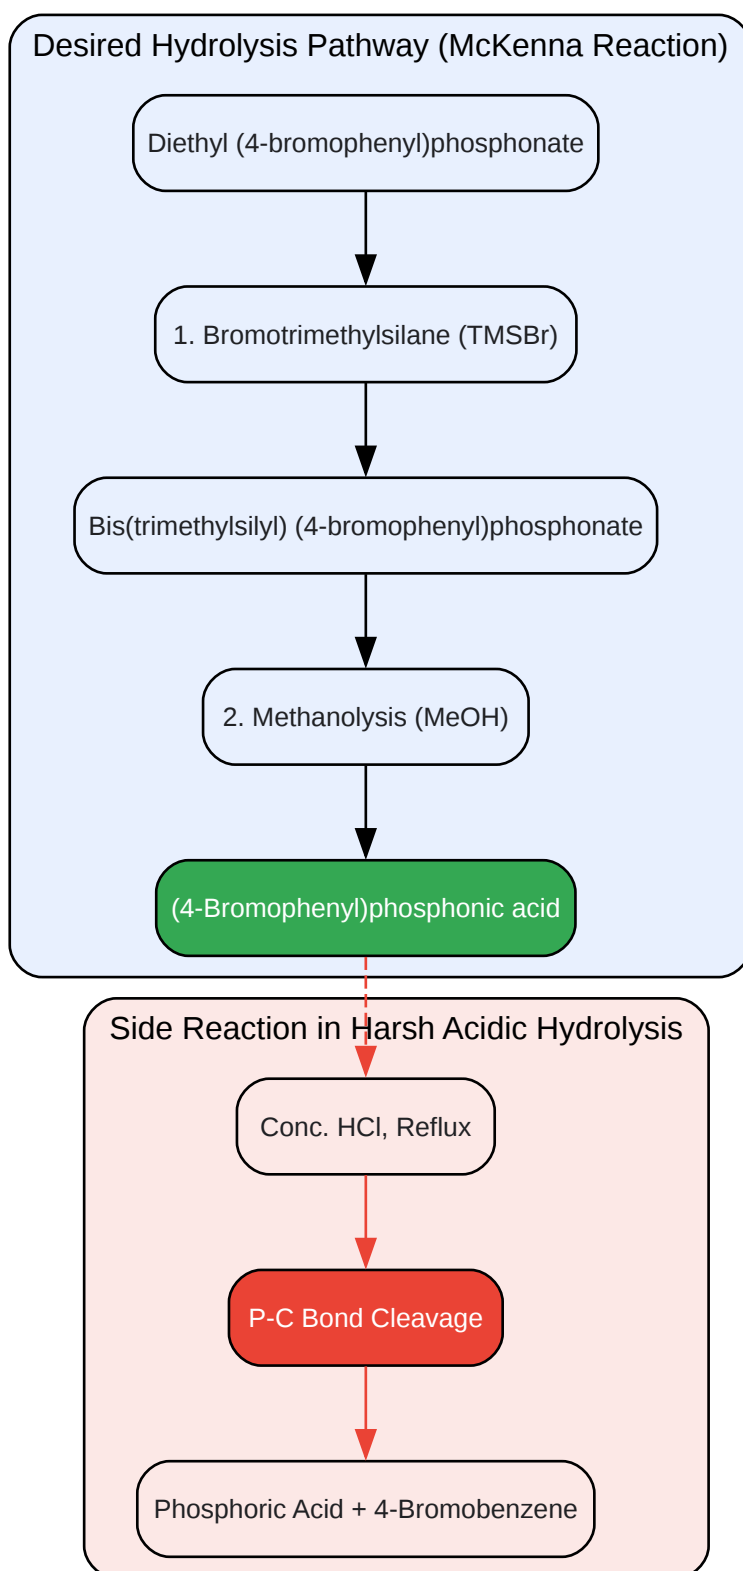 Desired Hydrolysis Pathway (McKenna Reaction)
Diethyl (4-bromophenyl)phosphonate
1. Bromotrimethylsilane (TMSBr)
Bis(trimethylsilyl) (4-bromophenyl)phosphonate
2. Methanolysis (MeOH)
(4-Bromophenyl)phosphonic acid
Side Reaction in Harsh Acidic Hydrolysis
Conc. HCl, Reflux
P-C Bond Cleavage
Phosphoric Acid + 4-Bromobenzene